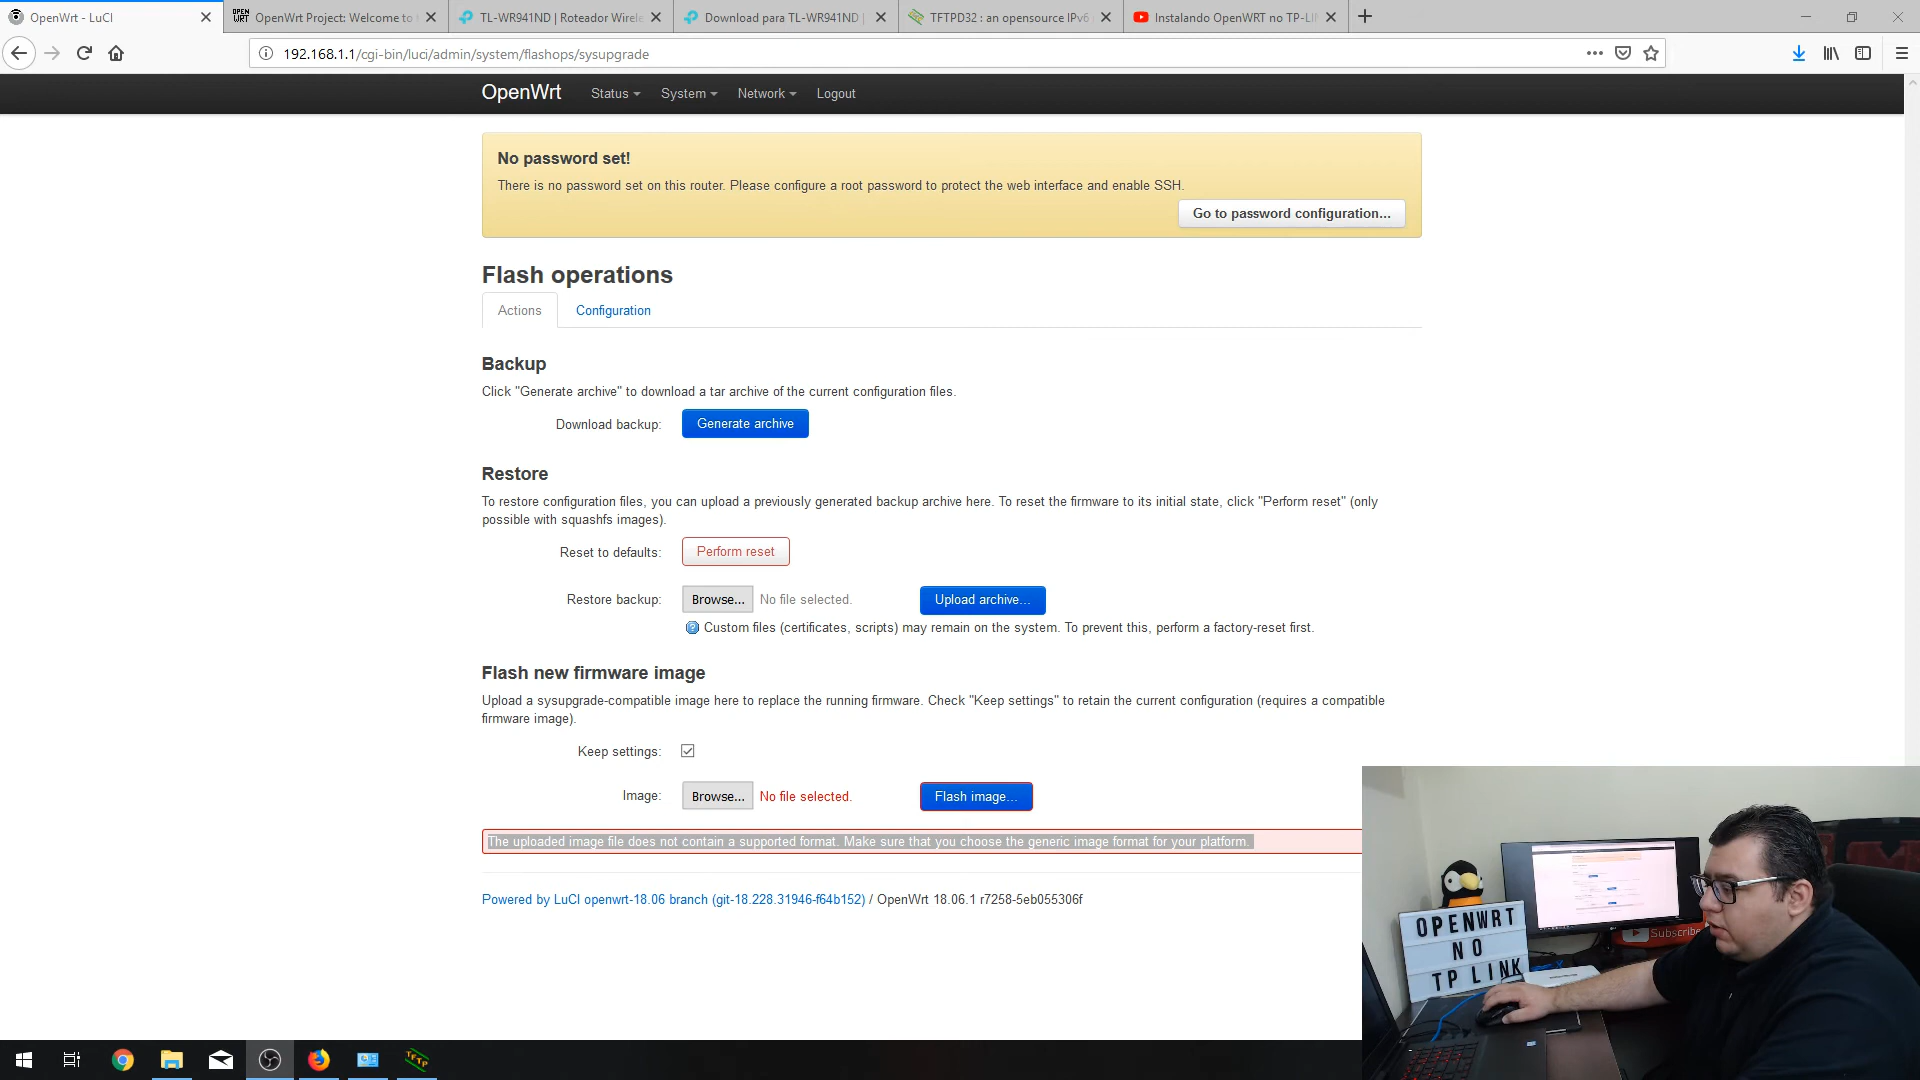 OpenWrt - LuCI
OpenWrt Project: Welcome to
TL-WR941ND | Roteador Wirele
Download para TL-WR941ND |
TFTPD32 : an opensource IPv6
Instalando OpenWRT no TP-LI
192.168.1.1/cgi-bin/luci/admin/system/flashops/sysupgrade
OpenWrt Status System Network Logout
No password set!
There is no password set on this router. Please configure a root password to protect the web interface and enable SSH.
Go to password configuration...
Flash operations
Actions Configuration
Backup
Click "Generate archive" to download a tar archive of the current configuration files.
Download backup: Generate archive
Restore
To restore configuration files, you can upload a previously generated backup archive here. To reset the firmware to its initial state, click "Perform reset" (only
possible with squashfs images).
Reset to defaults: Perform reset
Restore backup: Browse... No file selected. Upload archive...
Custom files (certificates, scripts) may remain on the system. To prevent this, perform a factory-reset first.
Flash new firmware image
Upload a sysupgrade-compatible image here to replace the running firmware. Check "Keep settings" to retain the current configuration (requires a compatible
firmware image).
Keep settings:
Image: Browse... No file selected. Flash image...
The uploaded image file does not contain a supported format. Make sure that you choose the generic image format for your platform.
Powered by LuCI openwrt-18.06 branch (git-18.228.31946-f64b152) / OpenWrt 18.06.1 r7258-5eb055306f
OPENWRT
NO
TP LINK
Subscribe
TFTP